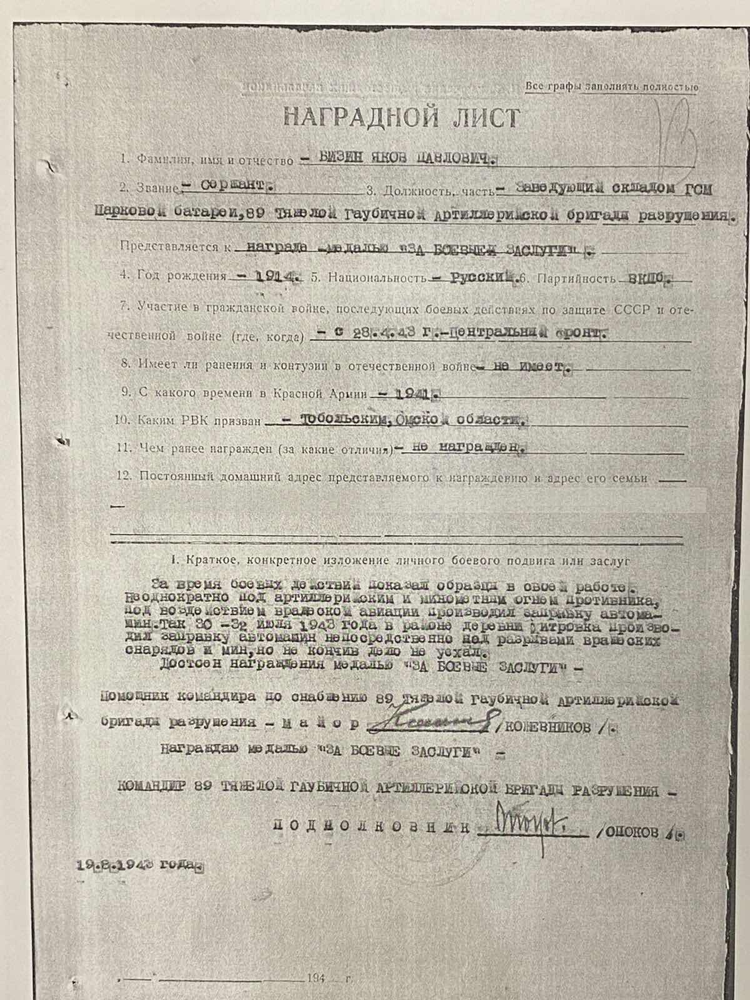 Все графы заполнять полностью
13
НАГРАДНОЙ ЛИСТ
1. Фамилия, имя и отчество – БИЗИН ЯКОВ ПАВЛОВИЧ.
2. Звание – сержант. 3. Должность, часть – Заведующий складом ГСМ
Парковой батареи, 89 Тяжелой Гаубичной Артиллерийской бригады разрушения.
Представляется к награде – медалью "ЗА БОЕВЫЕ ЗАСЛУГИ".
4. Год рождения – 1914. 5. Национальность – Русский. 6. Партийность ВКПб.
7. Участие в гражданской войне, последующих боевых действиях по защите СССР и оте-
чественной войне (где, когда) – с 28.4.43 г.–Центральный фронт.
8. Имеет ли ранения и контузии в отечественной войне – не имеет.
9. С какого времени в Красной Армии – 1941.
10. Каким РВК призван – Тобольским, Омской области.
11. Чем ранее награжден (за какие отличия) – не награжден.
12. Постоянный домашний адрес представляемого к награждению и адрес его семьи
I. Краткое, конкретное изложение личного боевого подвига или заслуг
За время боевых действий показал образцы в своей работе.
Неоднократно под артиллерийским и минометным огнем противника,
под воздействием вражеской авиации производил заправку автома-
шин. Так 30 –32 июля 1943 года в районе деревни Митровка произво-
дил заправку автомашин непосредственно под разрывами вражеских
снарядов и мин, но не кончив дело не уехал.
Достоен награждения медалью "ЗА БОЕВЫЕ ЗАСЛУГИ" –
Помощник командира по снабжению 89 Тяжелой Гаубичной Артиллерийской
бригады разрушения – м а й о р /КОЖЕВНИКОВ/.
Награждаю медалью "ЗА БОЕВЫЕ ЗАСЛУГИ" –
КОМАНДИР 89 ТЯЖЕЛОЙ ГАУБИЧНОЙ АРТИЛЛЕРИЙСКОЙ БРИГАДЫ РАЗРУШЕНИЯ –
П О Д П О Л К О В Н И К /ОПОКОВ/.
19.8.1943 года.
194 г.